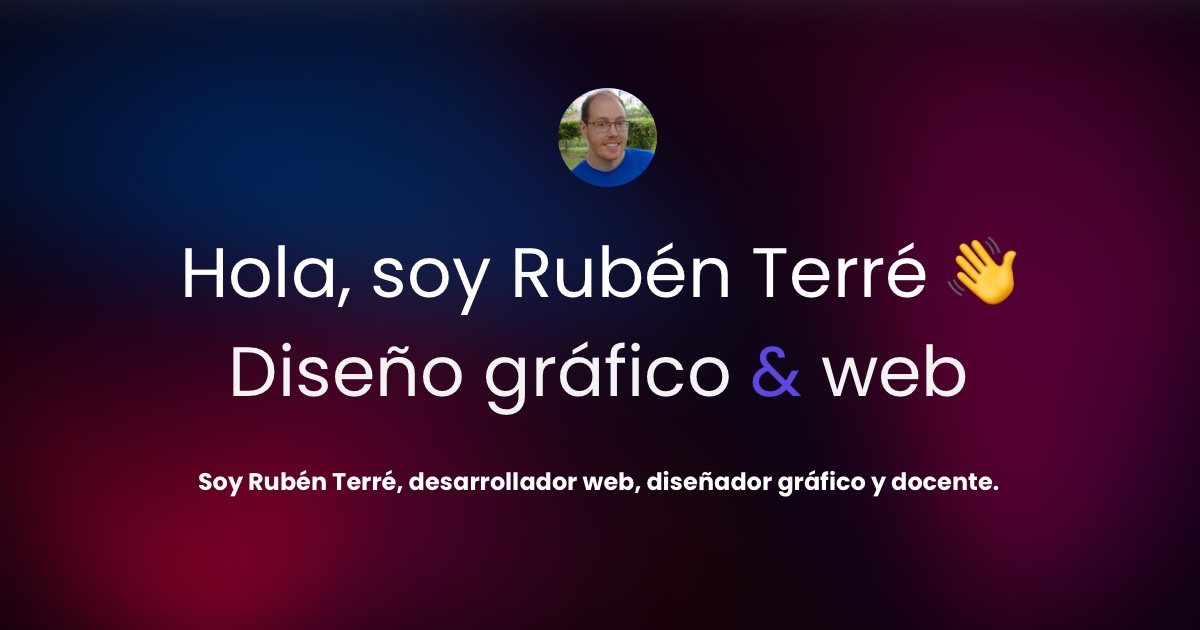 Hola, soy Rubén Terré 👋
Diseño gráfico & web
Soy Rubén Terré, desarrollador web, diseñador gráfico y docente.